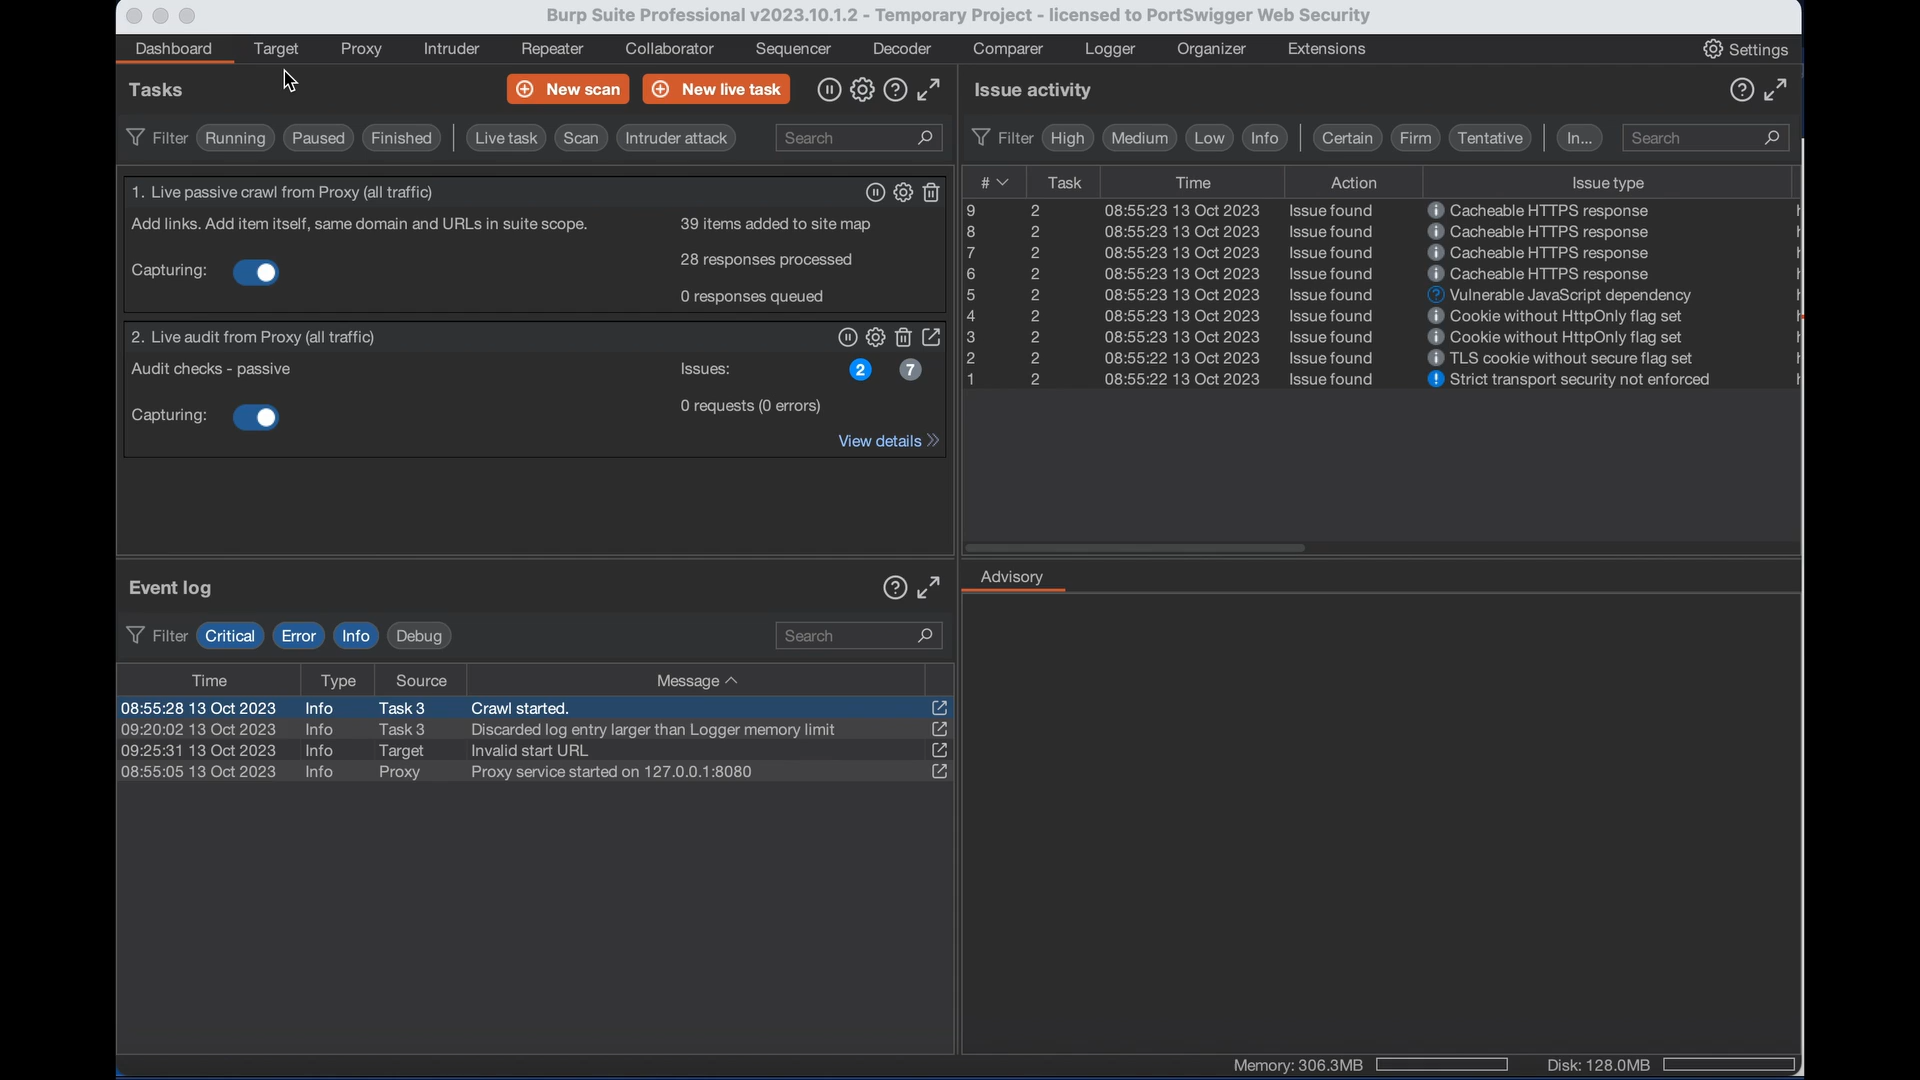 Burp Suite Professional v2023.10.1.2 - Temporary Project - licensed to PortSwigger Web Security
Dashboard Target Proxy Intruder Repeater Collaborator Sequencer Decoder Comparer Logger Organizer Extensions Settings
Tasks New scan New live task
Filter Running Paused Finished Live task Scan Intruder attack Search
1. Live passive crawl from Proxy (all traffic)
Add links. Add item itself, same domain and URLs in suite scope. 39 items added to site map
28 responses processed
Capturing:
0 responses queued
2. Live audit from Proxy (all traffic)
Audit checks - passive Issues: 2 7
0 requests (0 errors)
Capturing:
View details
Issue activity
Filter High Medium Low Info Certain Firm Tentative In... Search
# Task Time Action Issue type
9 2 08:55:23 13 Oct 2023 Issue found Cacheable HTTPS response
8 2 08:55:23 13 Oct 2023 Issue found Cacheable HTTPS response
7 2 08:55:23 13 Oct 2023 Issue found Cacheable HTTPS response
6 2 08:55:23 13 Oct 2023 Issue found Cacheable HTTPS response
5 2 08:55:23 13 Oct 2023 Issue found Vulnerable JavaScript dependency
4 2 08:55:23 13 Oct 2023 Issue found Cookie without HttpOnly flag set
3 2 08:55:23 13 Oct 2023 Issue found Cookie without HttpOnly flag set
2 2 08:55:22 13 Oct 2023 Issue found TLS cookie without secure flag set
1 2 08:55:22 13 Oct 2023 Issue found Strict transport security not enforced
Event log
Filter Critical Error Info Debug Search
Time Type Source Message
08:55:28 13 Oct 2023 Info Task 3 Crawl started.
09:20:02 13 Oct 2023 Info Task 3 Discarded log entry larger than Logger memory limit
09:25:31 13 Oct 2023 Info Target Invalid start URL
08:55:05 13 Oct 2023 Info Proxy Proxy service started on 127.0.0.1:8080
Advisory
Memory: 306.3MB Disk: 128.0MB